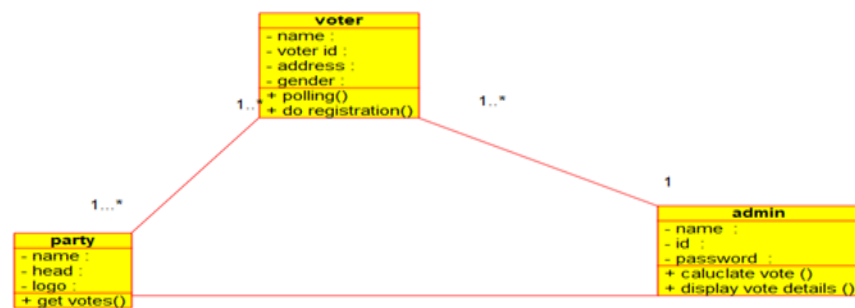 voter
- name :
- voter id :
- address :
- gender :
+ polling()
+ do registration()
1..*
1..*
1...*
1
party
- name :
- head :
- logo :
+ get votes()
admin
- name :
- id :
- password :
+ caluclate vote ()
+ display vote details ()